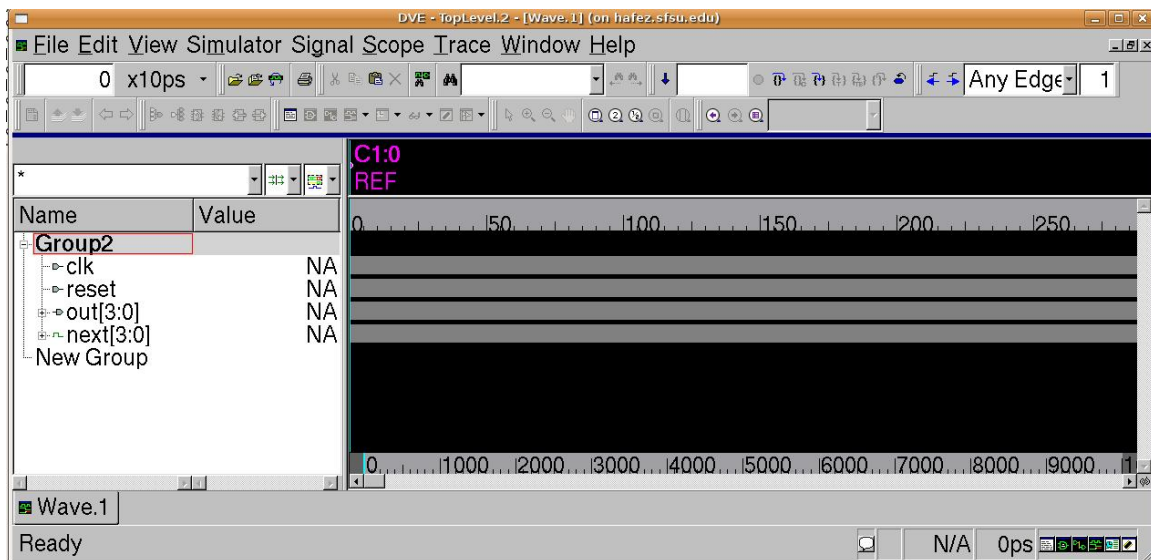 DVE - TopLevel.2 - [Wave.1] (on hafez.sfsu.edu)
File Edit View Simulator Signal Scope Trace Window Help
0 x10ps Any Edge 1
C1:0
* REF
Name Value 0 50 100 150 200 250
Group2
clk NA
reset NA
out[3:0] NA
next[3:0] NA
New Group
0 1000 2000 3000 4000 5000 6000 7000 8000 9000 1
Wave.1
Ready N/A 0ps